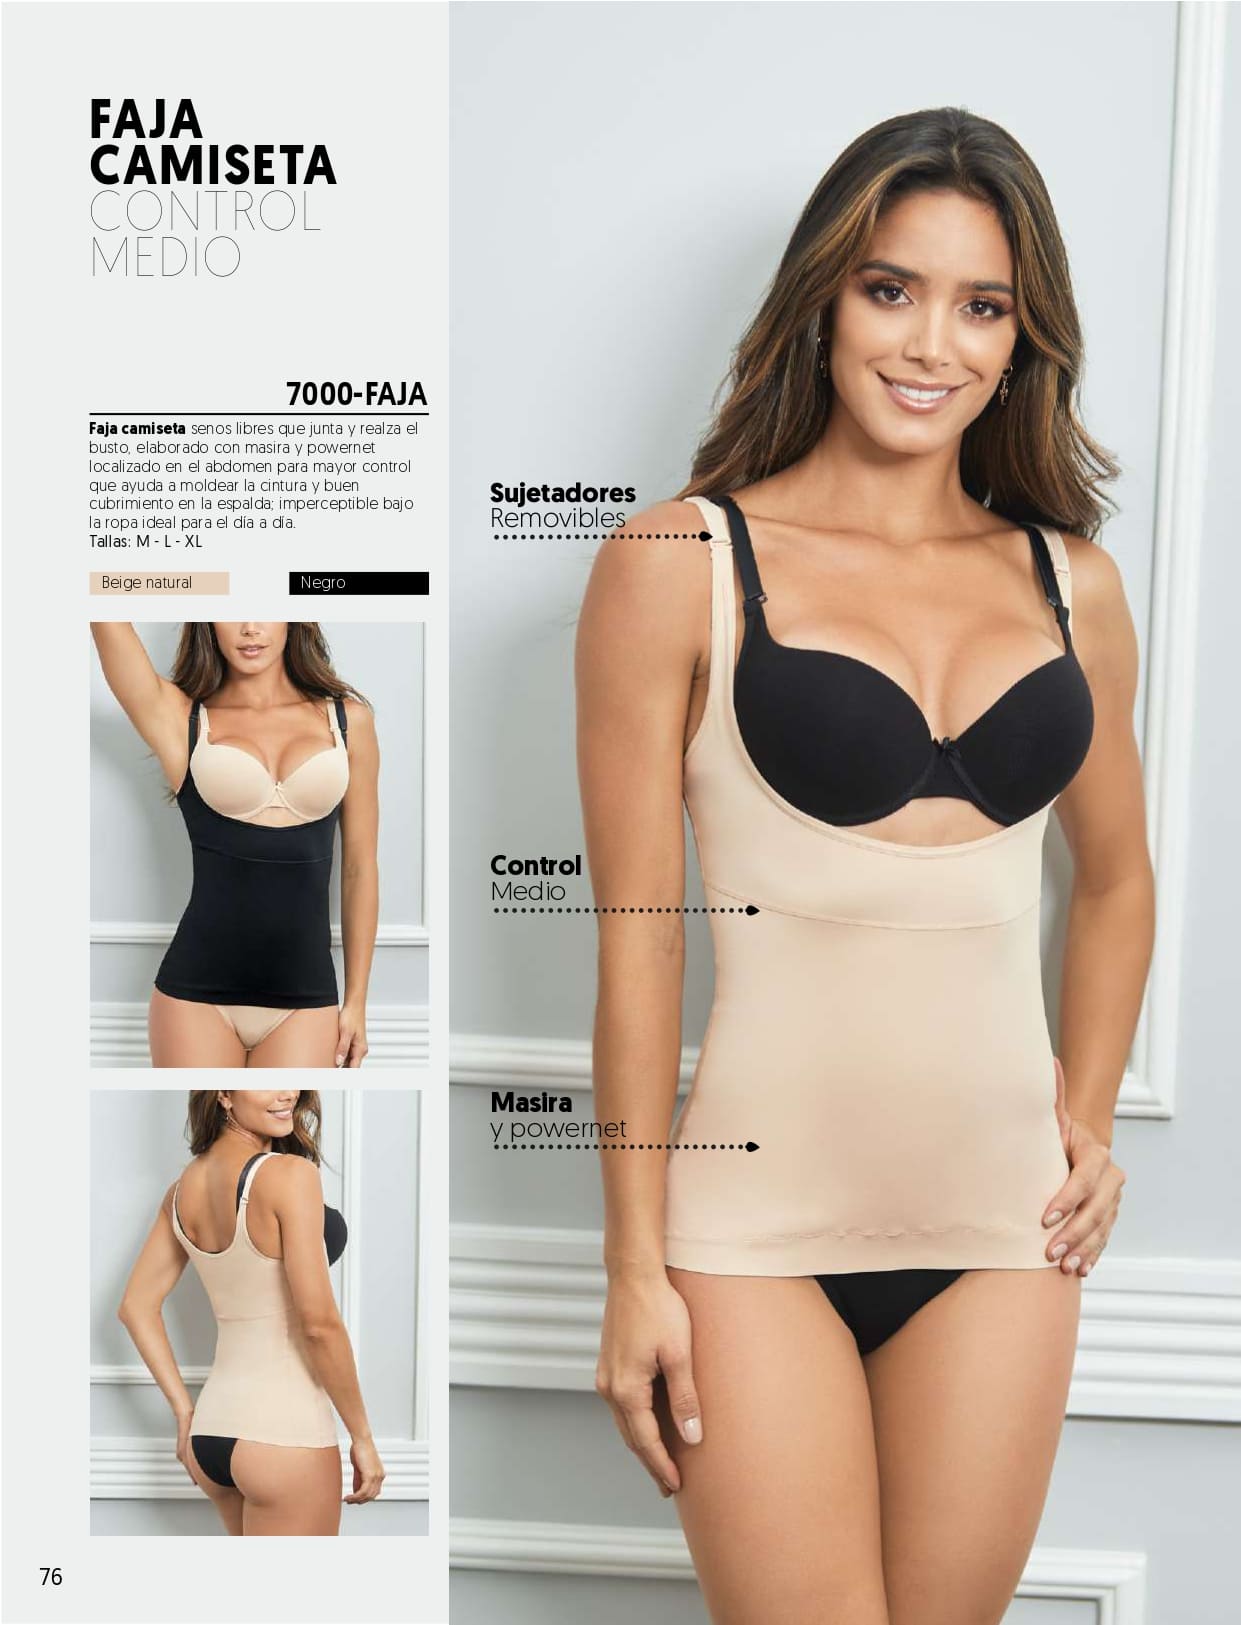 FAJA
CAMISETA
CONTROL
MEDIO
7000-FAJA
Faja camiseta senos libres que junta y realza el
busto, elaborado con masira y powernet
localizado en el abdomen para mayor control
que ayuda a moldear la cintura y buen
cubrimiento en la espalda; imperceptible bajo
la ropa ideal para el día a día.
Tallas: M - L - XL
Beige natural
Negro
Sujetadores
Removibles
Control
Medio
Masira
y powernet
76